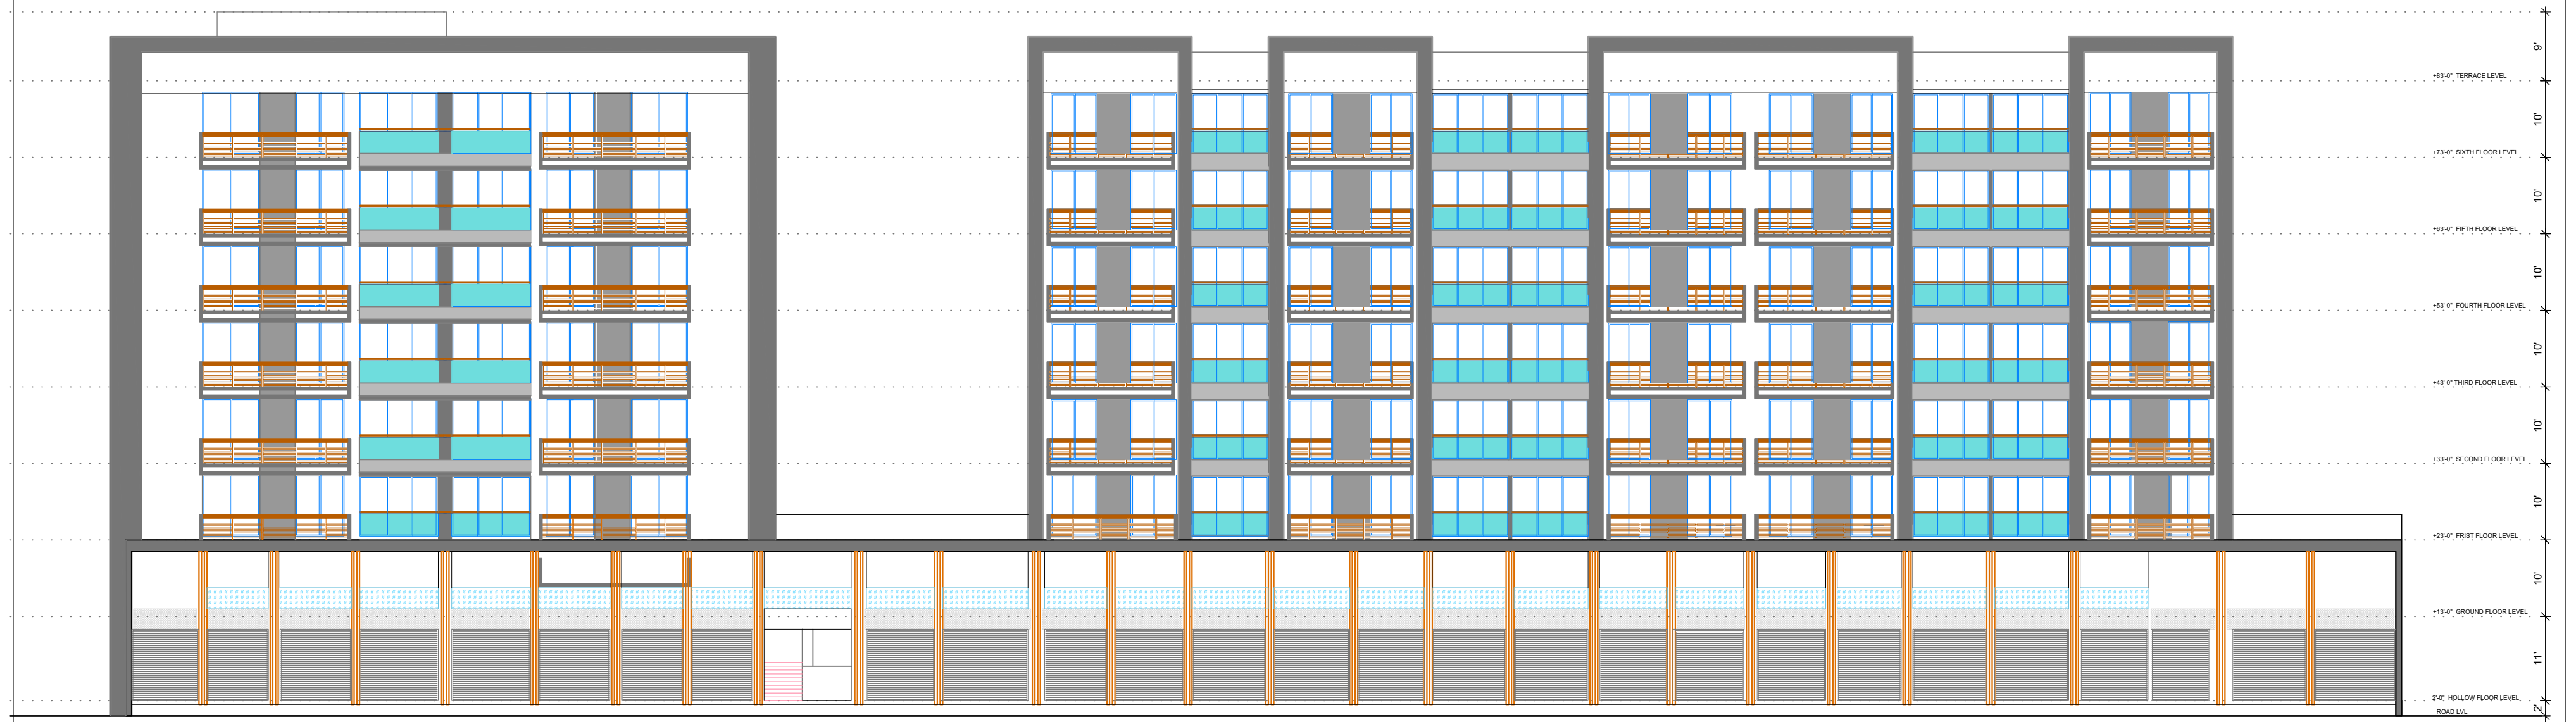 9'
+83'-0" TERRACE LEVEL
10'
+73'-0" SIXTH FLOOR LEVEL
10'
+63'-0" FIFTH FLOOR LEVEL
10'
+53'-0" FOURTH FLOOR LEVEL
10'
+43'-0" THIRD FLOOR LEVEL
10'
+33'-0" SECOND FLOOR LEVEL
10'
+23'-0" FRIST FLOOR LEVEL
10'
+13'-0" GROUND FLOOR LEVEL
11'
2'-0" HOLLOW FLOOR LEVEL
2'
ROAD LVL